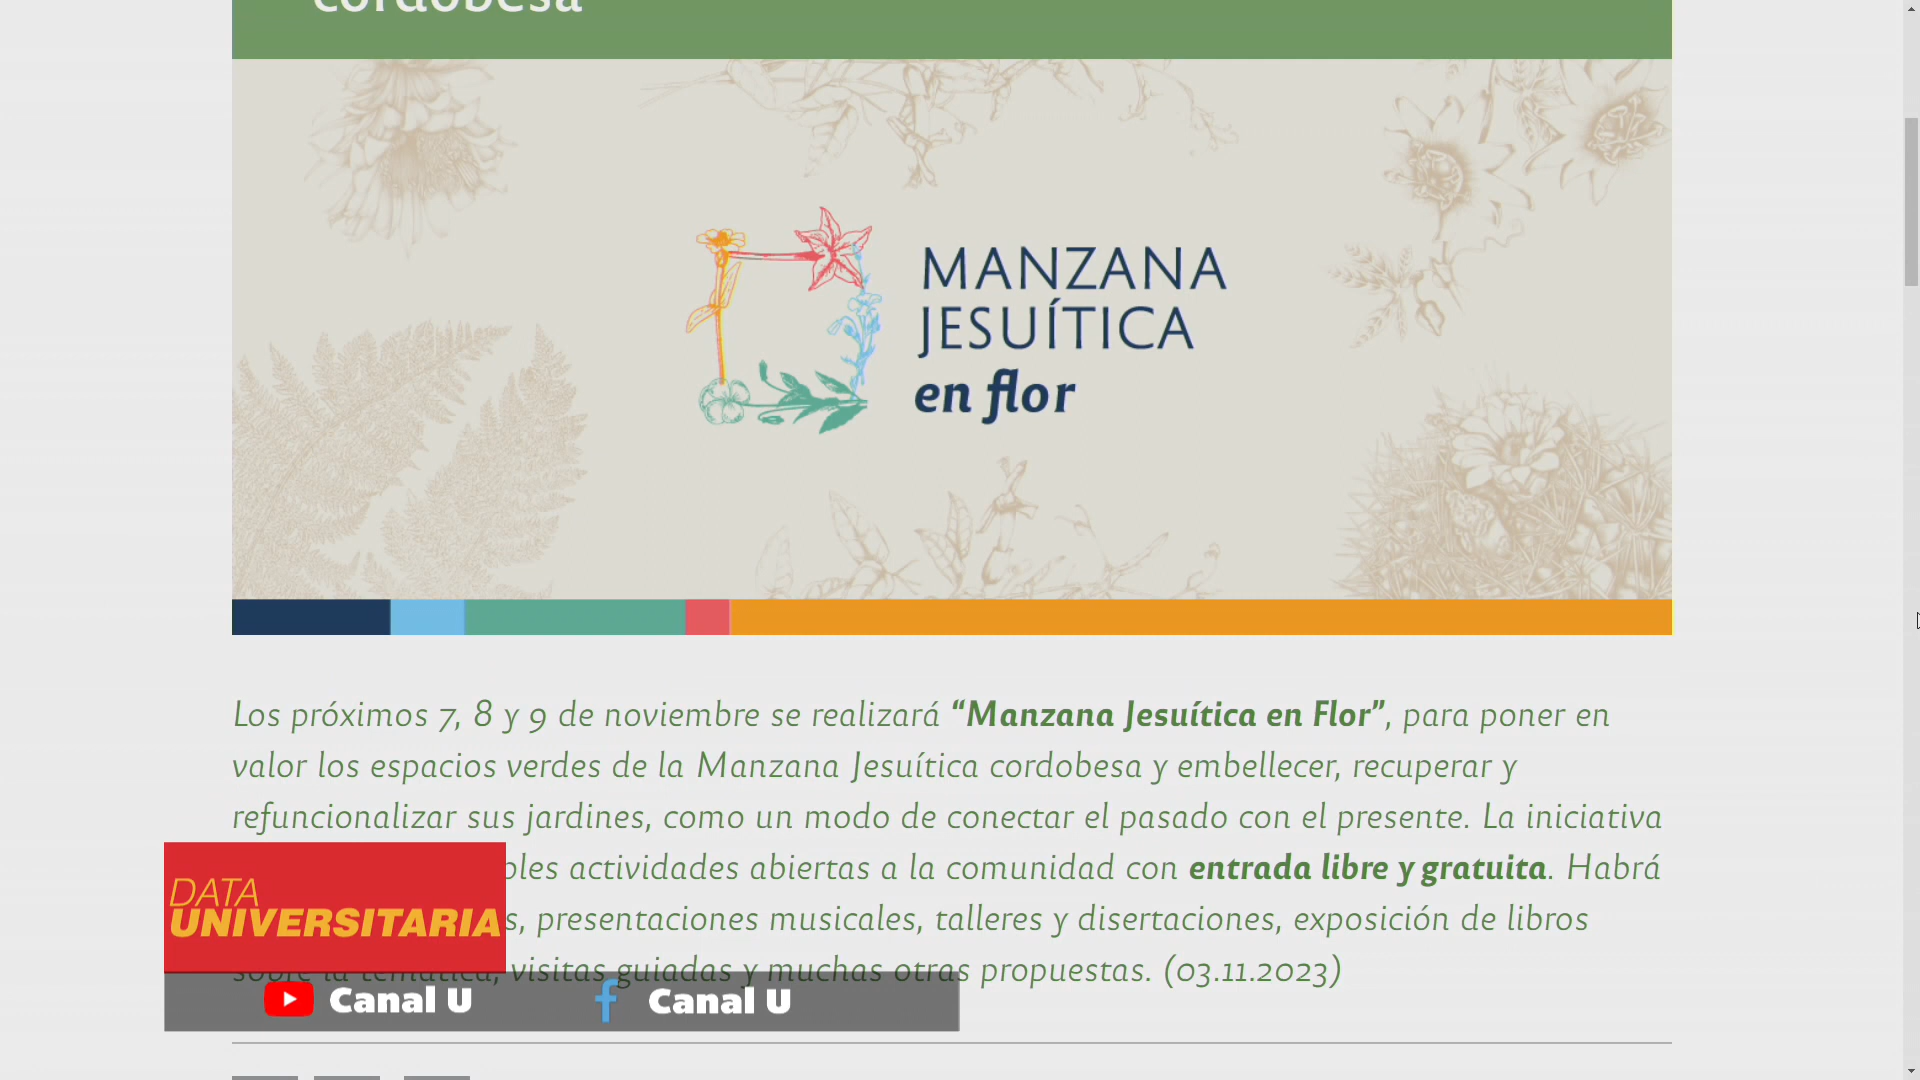 cordobesa
MANZANA
JESUÍTICA
en flor
Los próximos 7, 8 y 9 de noviembre se realizará “Manzana Jesuítica en Flor”, para poner en
valor los espacios verdes de la Manzana Jesuítica cordobesa y embellecer, recuperar y
refuncionalizar sus jardines, como un modo de conectar el pasado con el presente. La iniciativa
actividades abiertas a la comunidad con entrada libre y gratuita. Habrá
presentaciones musicales, talleres y disertaciones, exposición de libros
sobre la temática, visitas guiadas y muchas otras propuestas. (03.11.2023)
DATA
UNIVERSITARIA
Canal U
Canal U